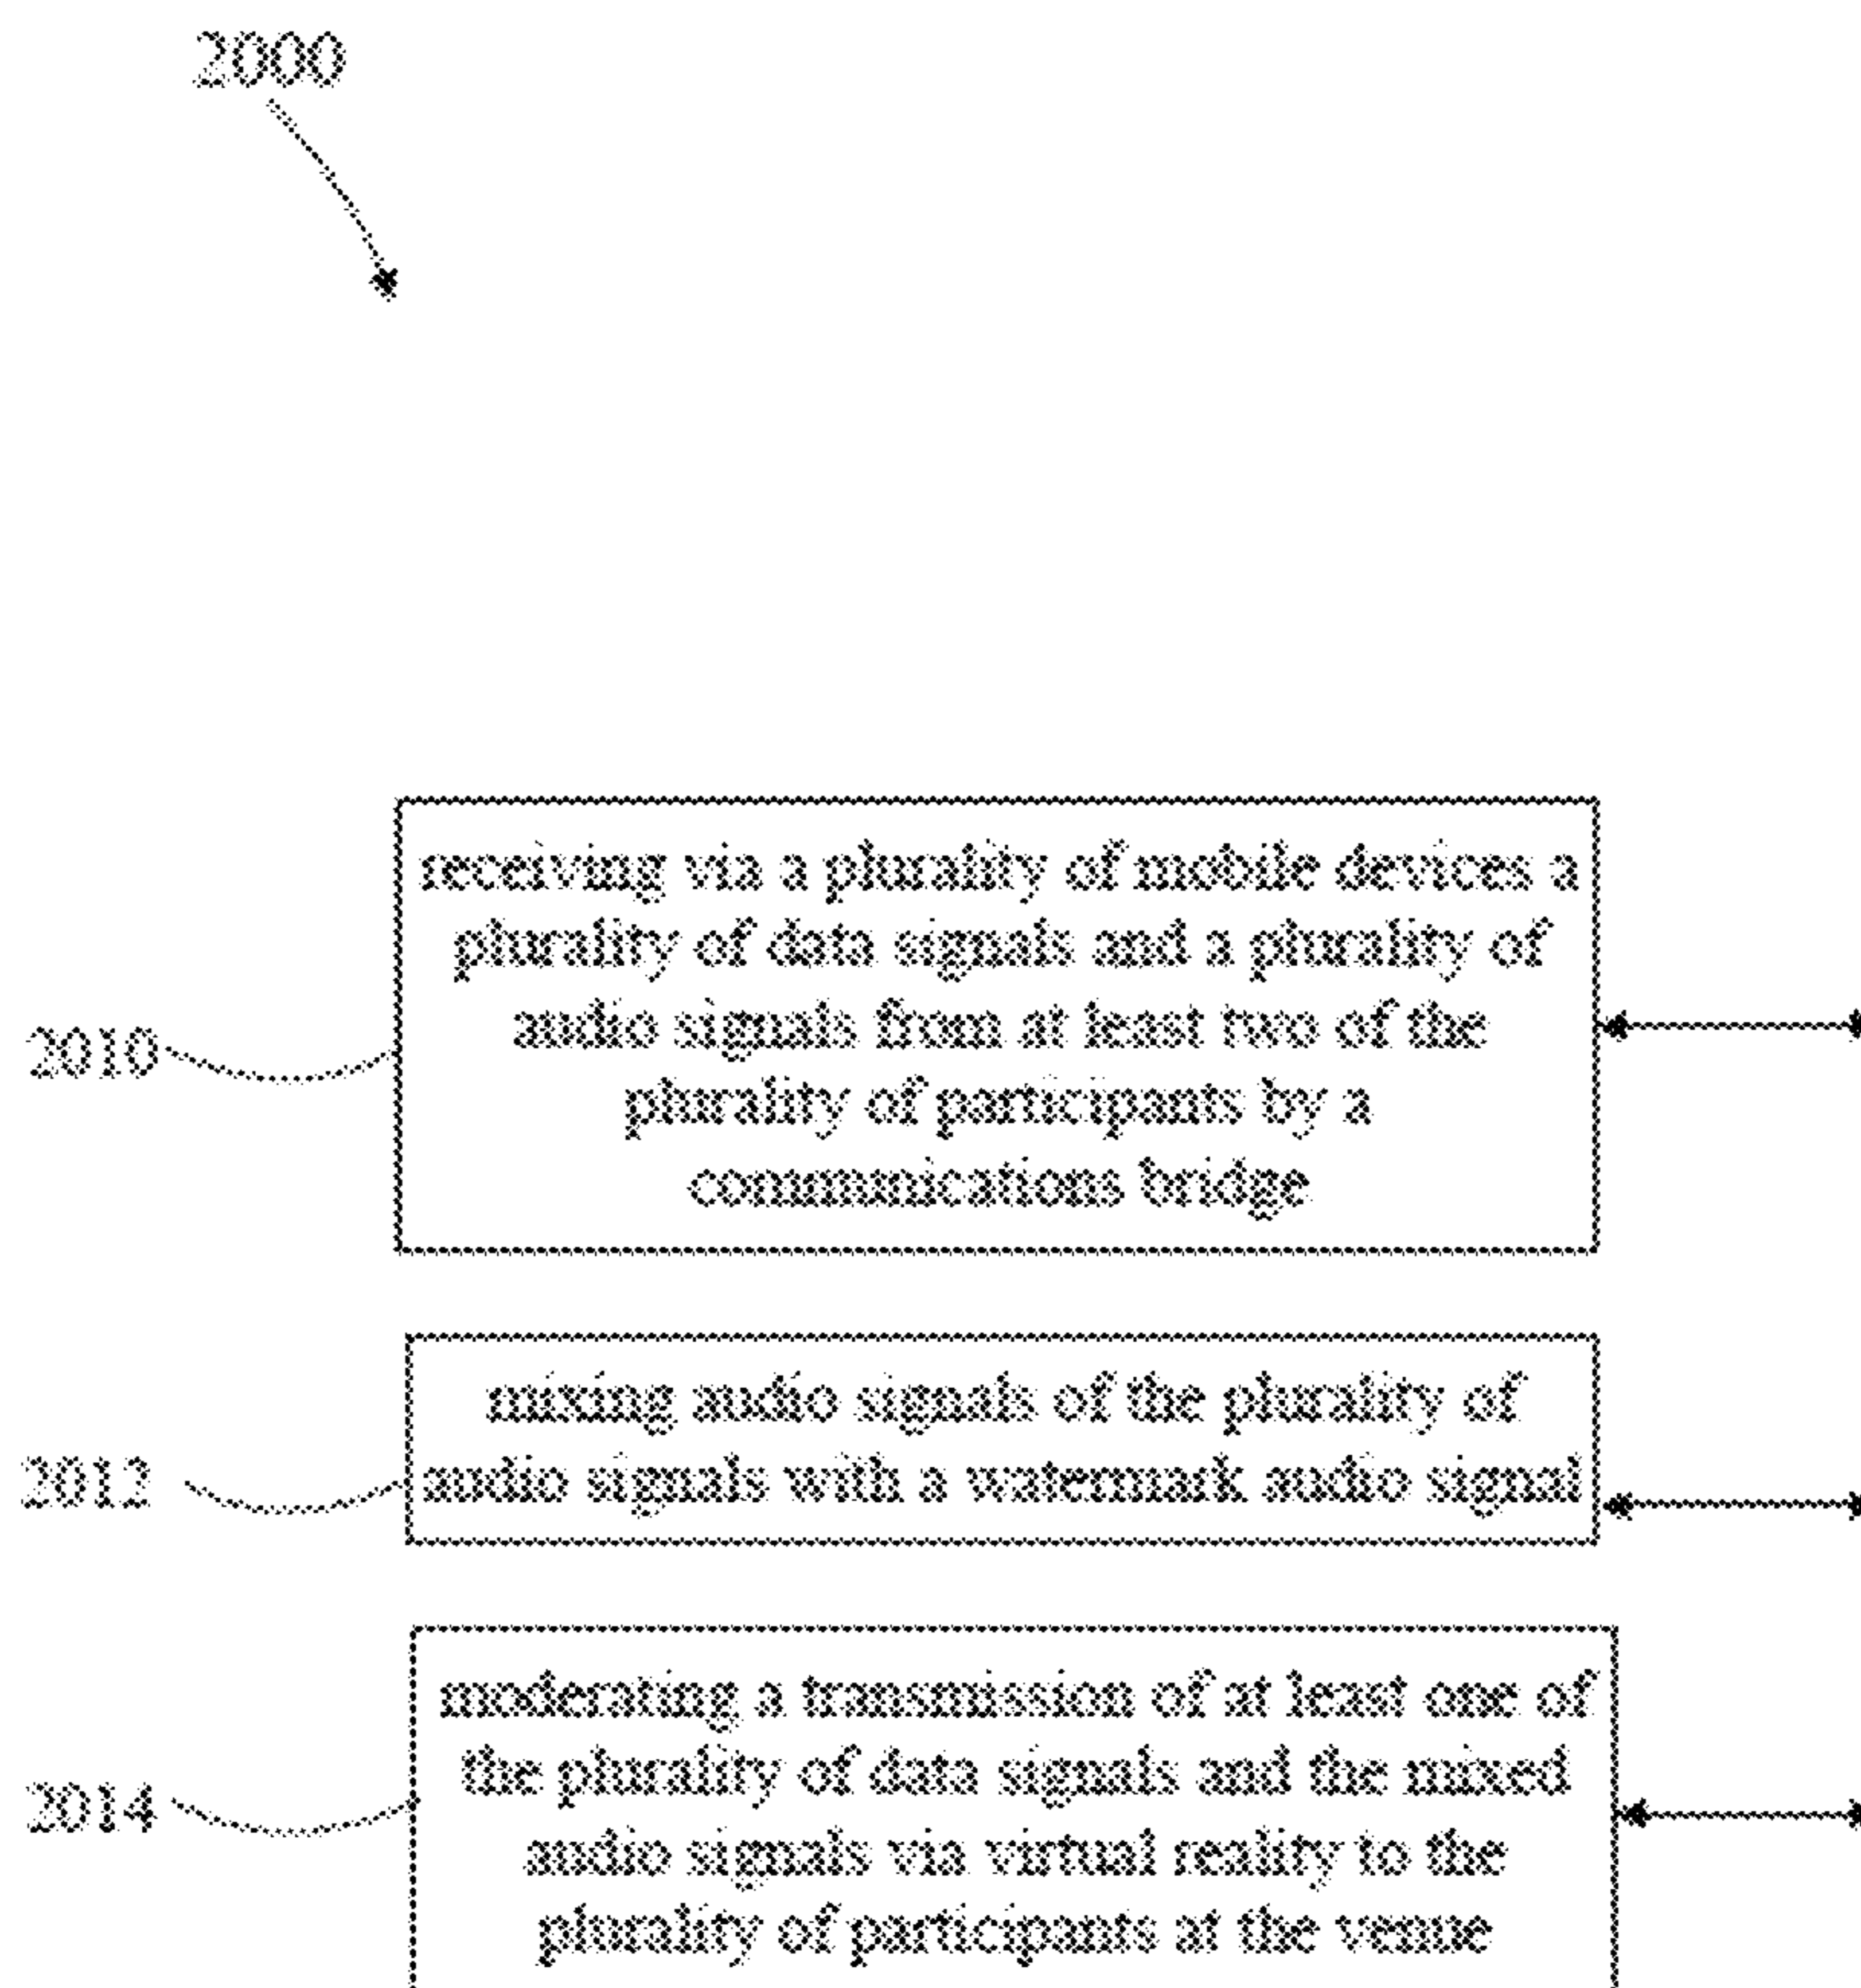 2000
receiving via a plurality of mobile devices a
plurality of data signals and a plurality of
audio signals from at least two of the
plurality of participants by a
communications bridge
2010
mixing audio signals of the plurality of
audio signals with a watermark audio signal
2012
moderating a transmission of at least one of
the plurality of data signals and the mixed
audio signals via virtual reality to the
plurality of participants at the venue
2014